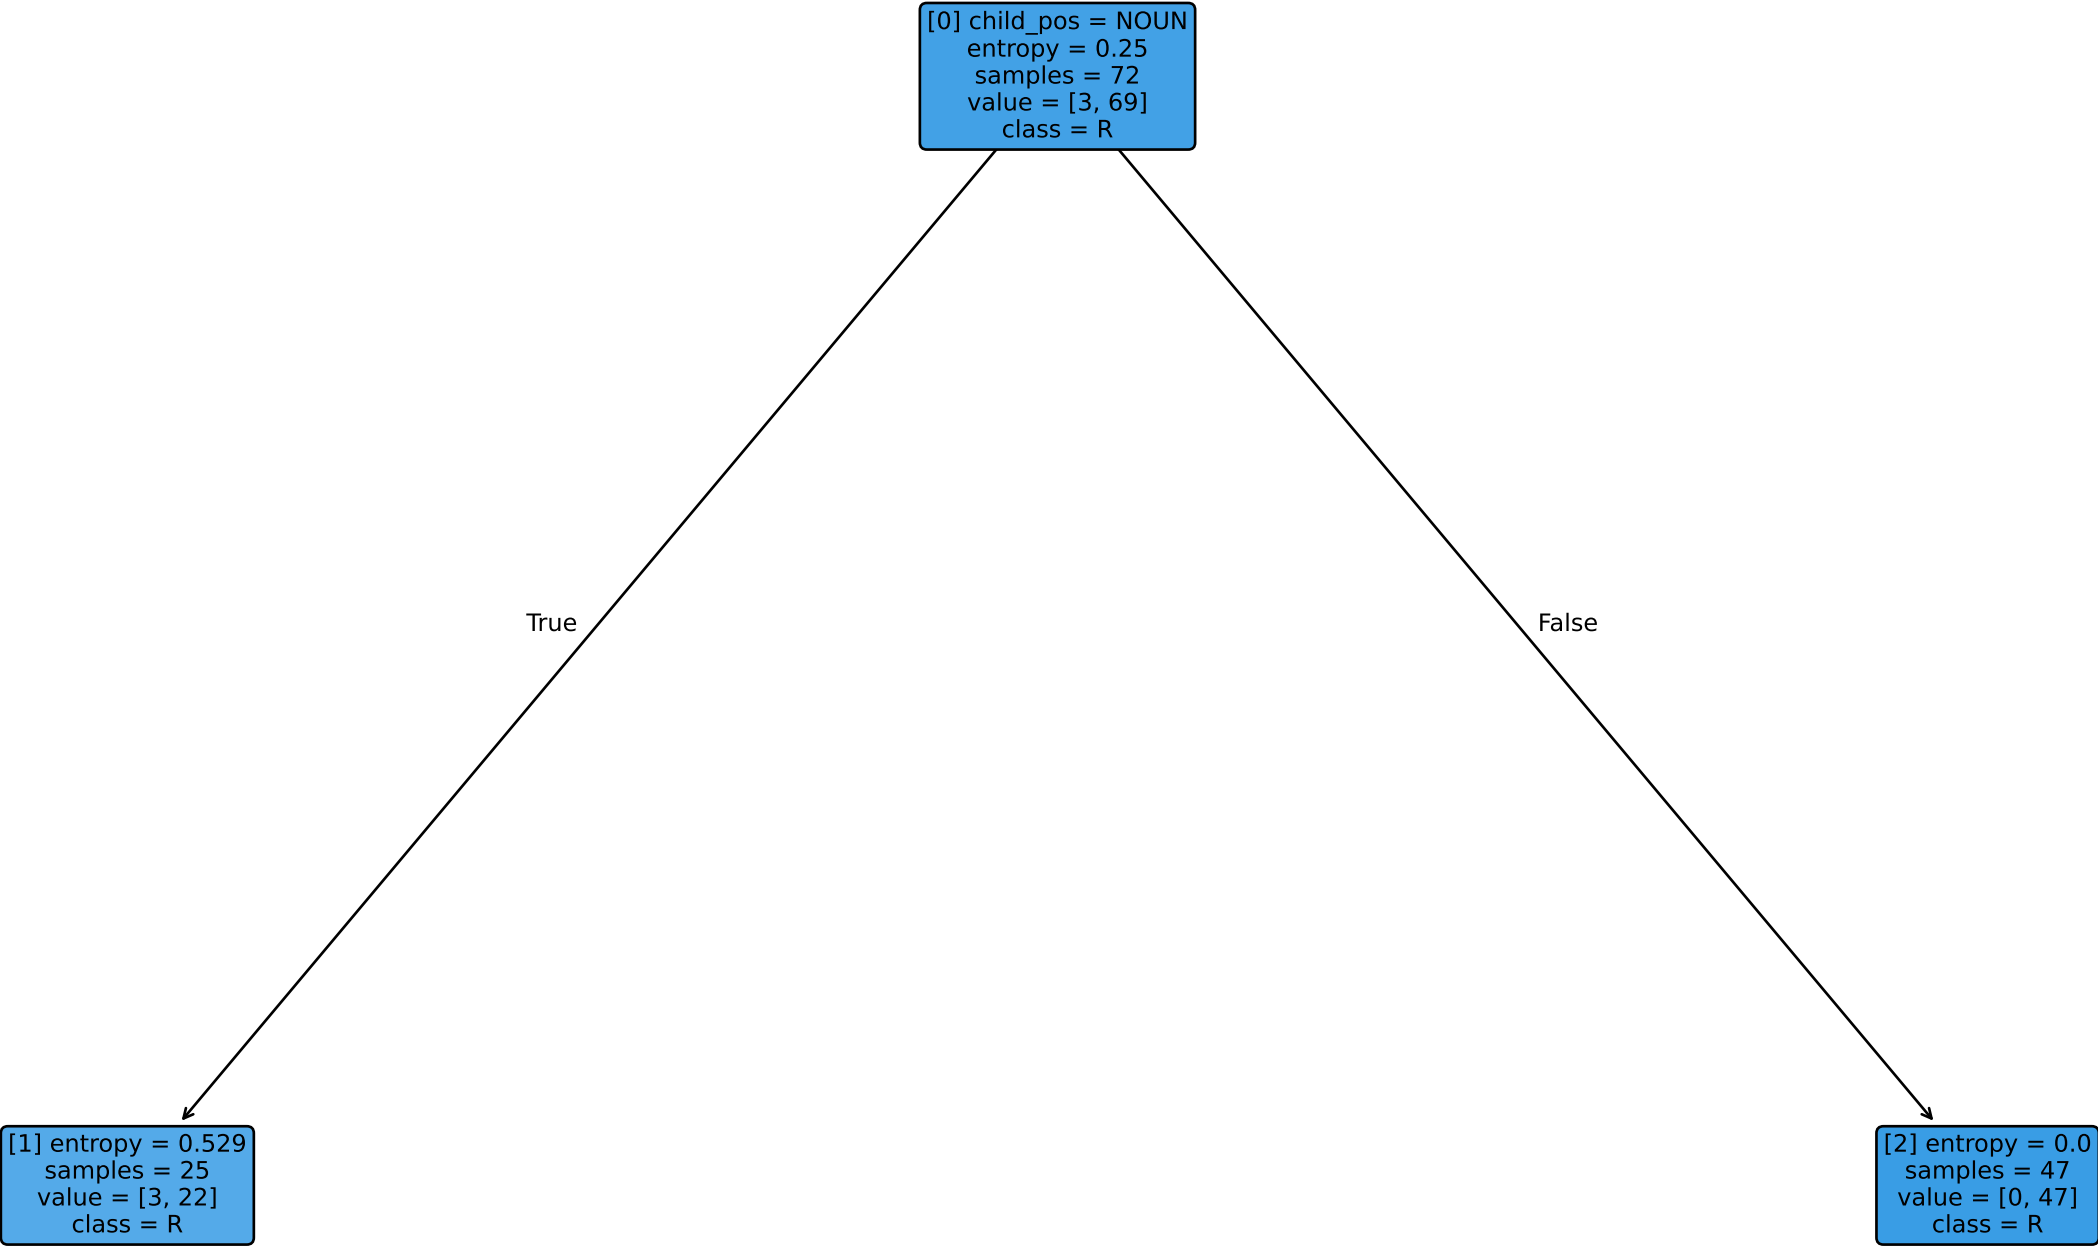 [0] child_pos = NOUN
entropy = 0.25
samples = 72
value = [3, 69]
class = R
True
False
[1] entropy = 0.529
samples = 25
value = [3, 22]
class = R
[2] entropy = 0.0
samples = 47
value = [0, 47]
class = R